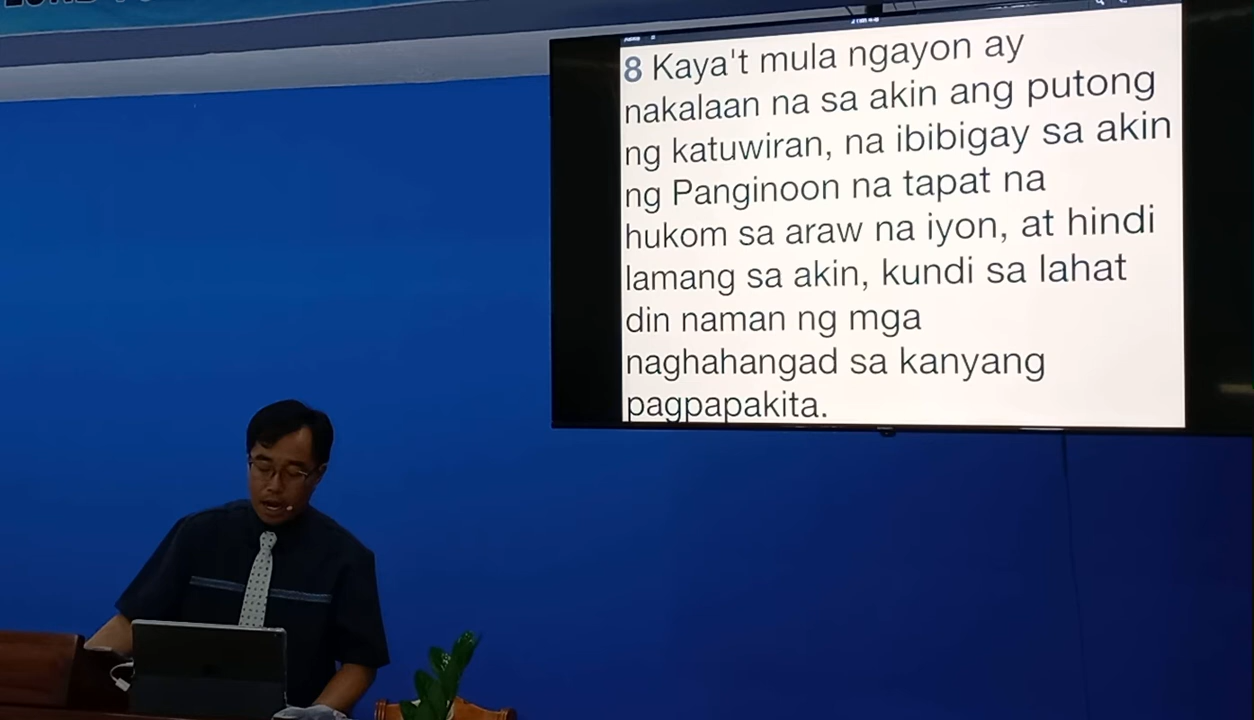 8 Kaya't mula ngayon ay
nakalaan na sa akin ang putong
ng katuwiran, na ibibigay sa akin
ng Panginoon na tapat na
hukom sa araw na iyon, at hindi
lamang sa akin, kundi sa lahat
din naman ng mga
naghahangad sa kanyang
pagpapakita.